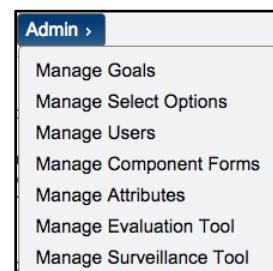 Admin ›
Manage Goals
Manage Select Options
Manage Users
Manage Component Forms
Manage Attributes
Manage Evaluation Tool
Manage Surveillance Tool